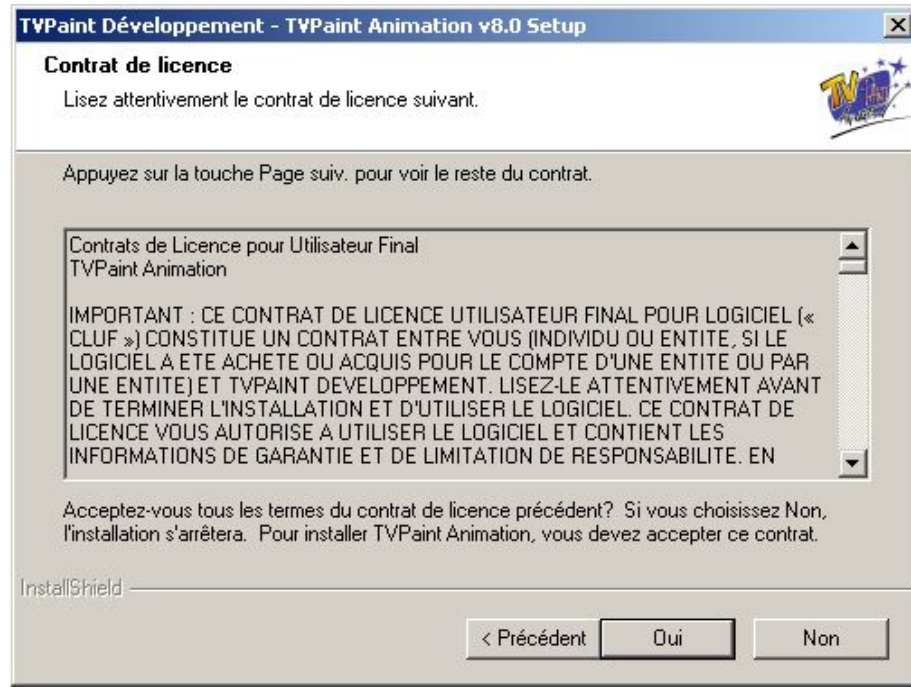 TVPaint Développement - TVPaint Animation v8.0 Setup
Contrat de licence
Lisez attentivement le contrat de licence suivant.
Appuyez sur la touche Page suiv. pour voir le reste du contrat.
Contrats de Licence pour Utilisateur Final
TVPaint Animation
IMPORTANT : CE CONTRAT DE LICENCE UTILISATEUR FINAL POUR LOGICIEL («
CLUF ») CONSTITUE UN CONTRAT ENTRE VOUS (INDIVIDU OU ENTITE, SI LE
LOGICIEL A ETE ACHETE OU ACQUIS POUR LE COMPTE D'UNE ENTITE OU PAR
UNE ENTITE) ET TVPAINT DEVELOPPEMENT. LISEZ-LE ATTENTIVEMENT AVANT
DE TERMINER L'INSTALLATION ET D'UTILISER LE LOGICIEL. CE CONTRAT DE
LICENCE VOUS AUTORISE A UTILISER LE LOGICIEL ET CONTIENT LES
INFORMATIONS DE GARANTIE ET DE LIMITATION DE RESPONSABILITE. EN
Acceptez-vous tous les termes du contrat de licence précédent? Si vous choisissez Non,
l'installation s'arrêtera. Pour installer TVPaint Animation, vous devez accepter ce contrat.
InstallShield
< Précédent
Oui
Non